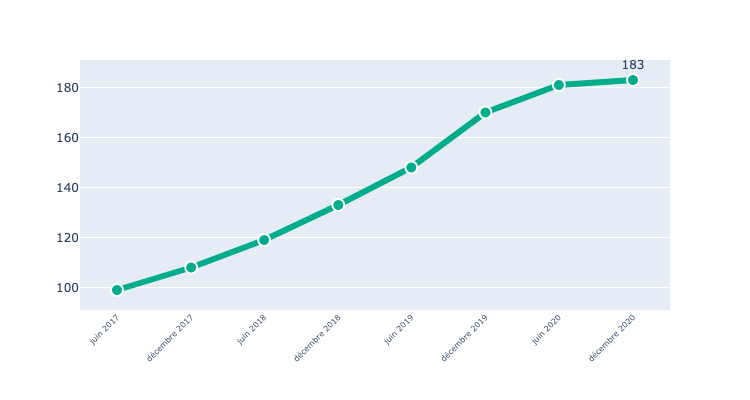 183
180
160
140
120
100
juin 2017
décembre 2017
juin 2018
décembre 2018
juin 2019
décembre 2019
juin 2020
décembre 2020